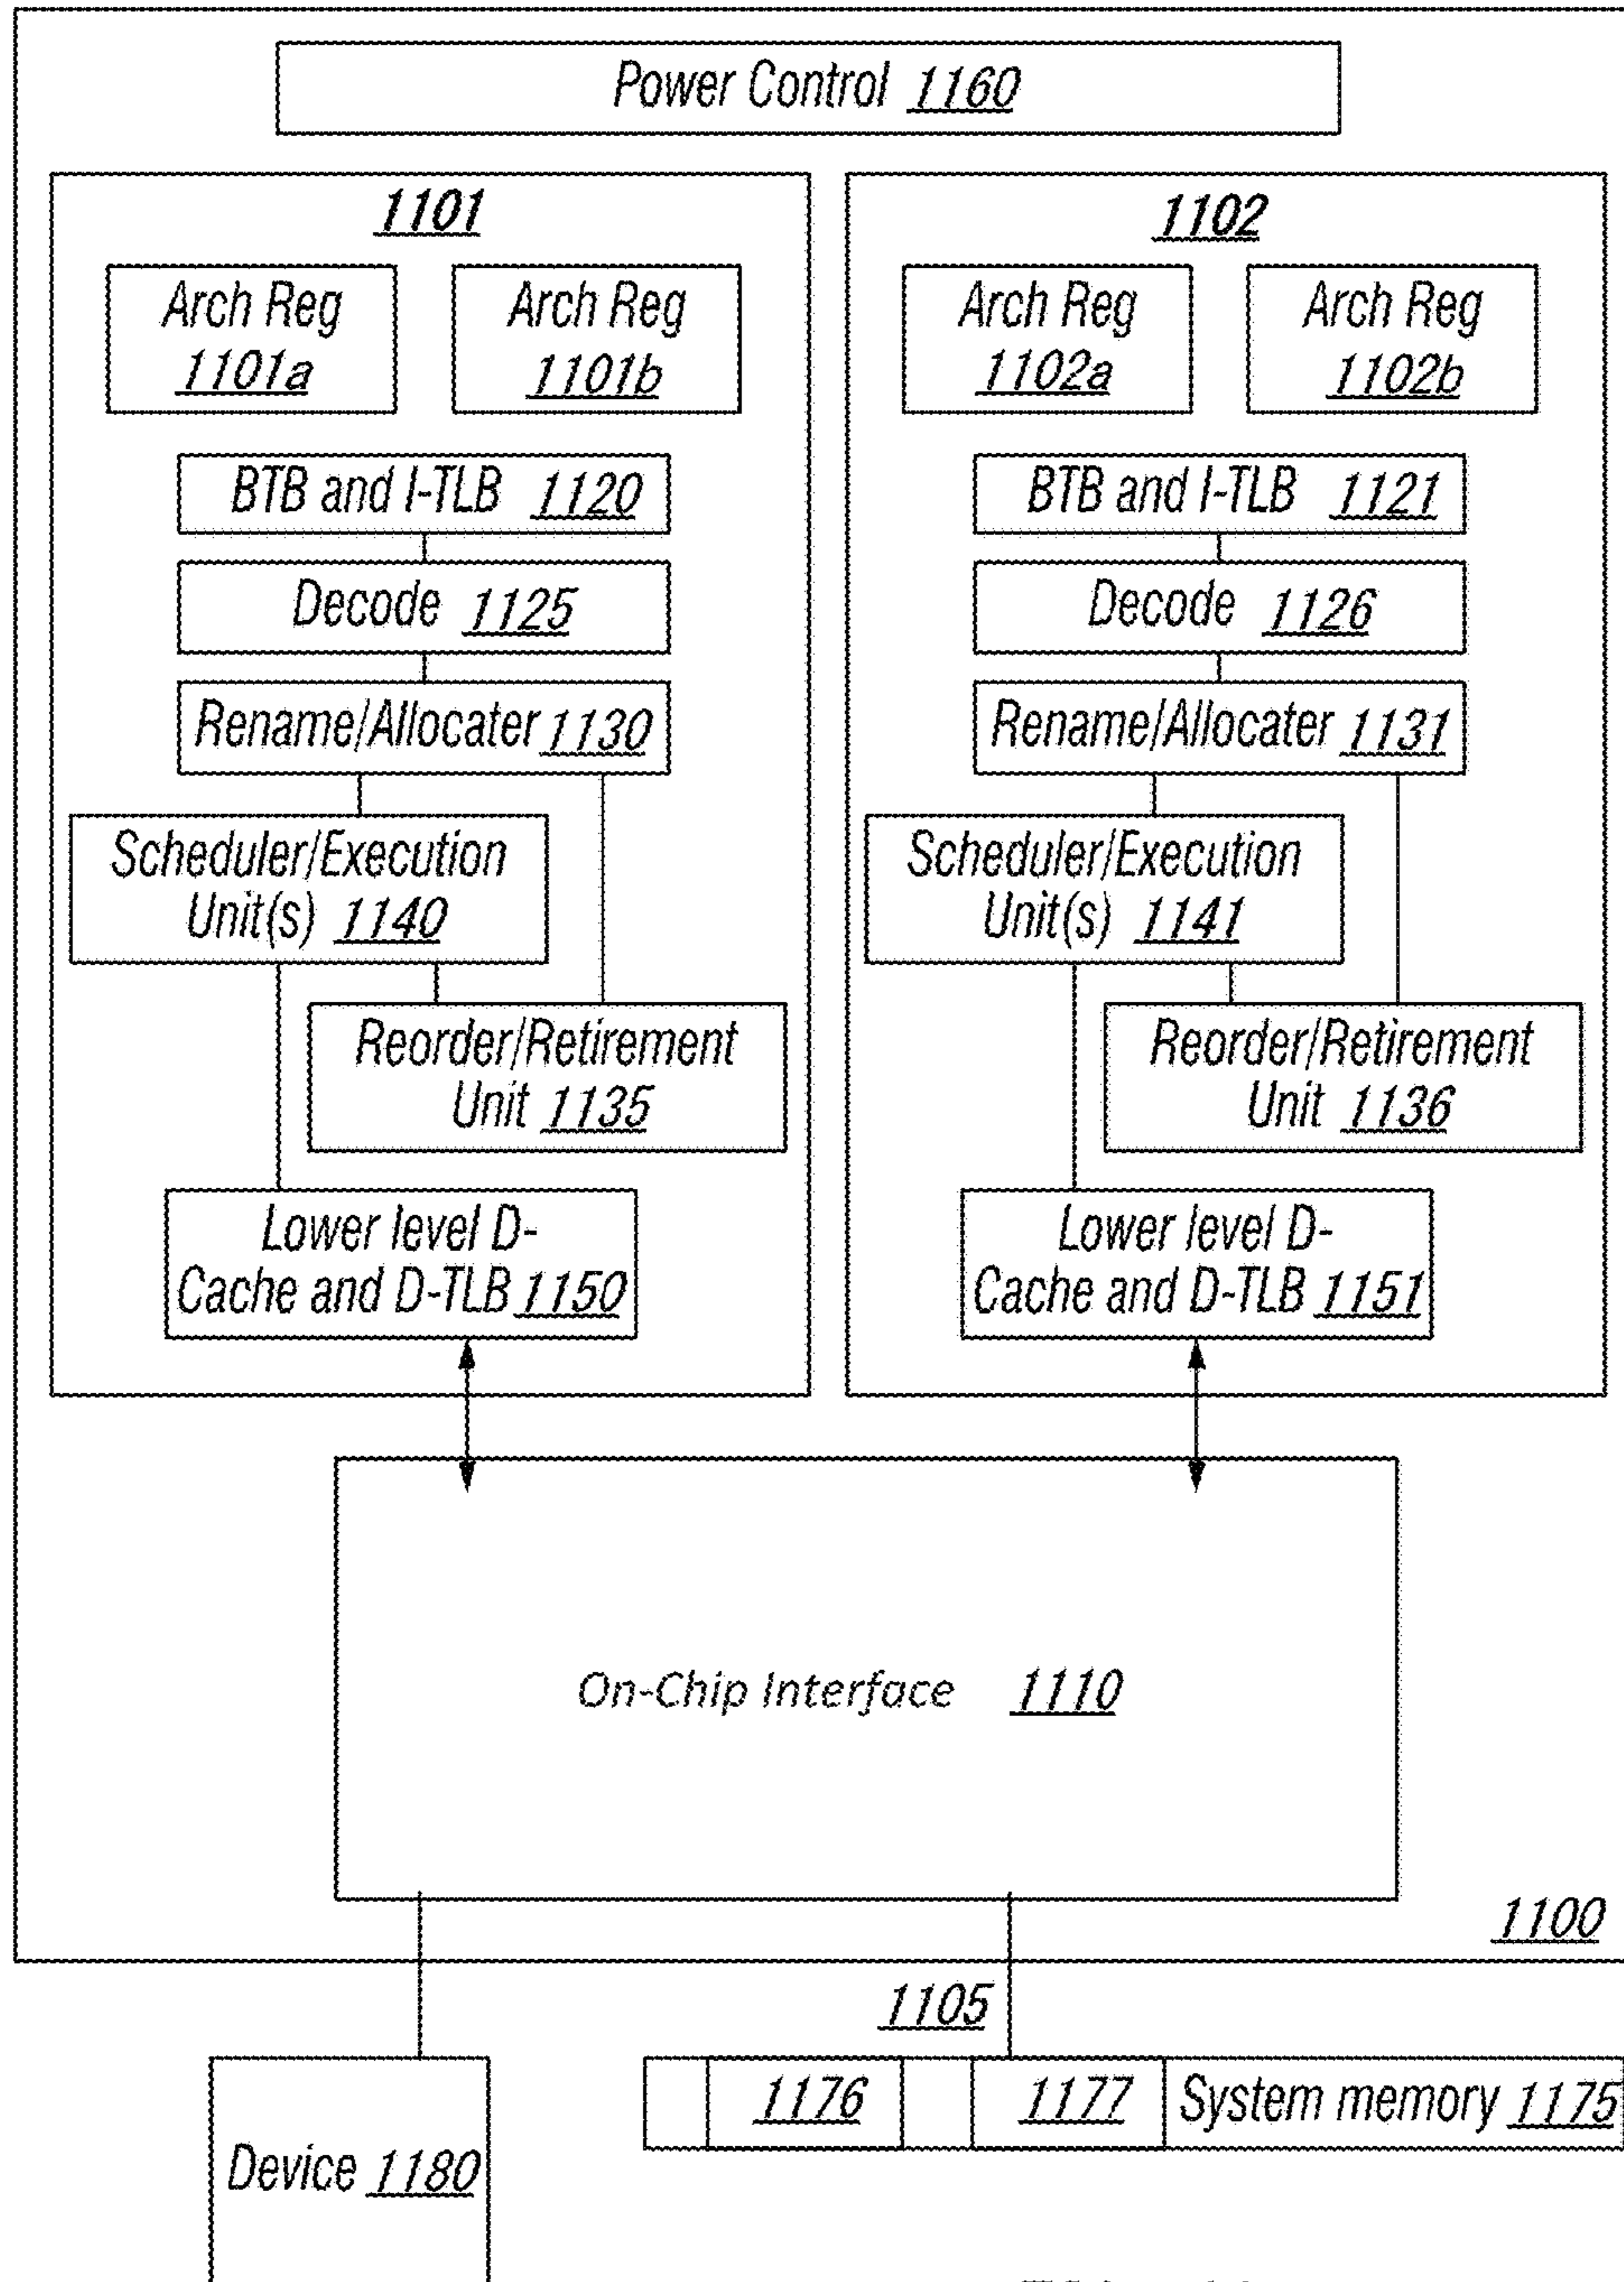 Power Control 1160
1101
Arch Reg
1101a
Arch Reg
1101b
BTB and I-TLB 1120
Decode 1125
Rename/Allocater 1130
Scheduler/Execution
Unit(s) 1140
Reorder/Retirement
Unit 1135
Lower level D-
Cache and D-TLB 1150
1102
Arch Reg
1102a
Arch Reg
1102b
BTB and I-TLB 1121
Decode 1126
Rename/Allocater 1131
Scheduler/Execution
Unit(s) 1141
Reorder/Retirement
Unit 1136
Lower level D-
Cache and D-TLB 1151
On-Chip Interface 1110
1100
1105
1176
1177
System memory 1175
Device 1180